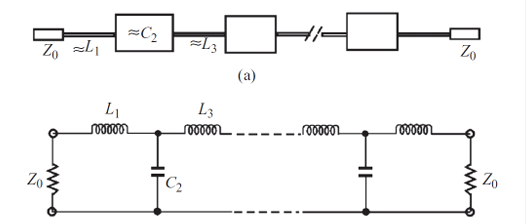 ≈C₂
Z₀ ≈L₁ ≈L₃ Z₀
(a)
L₁ L₃
Z₀ C₂ Z₀